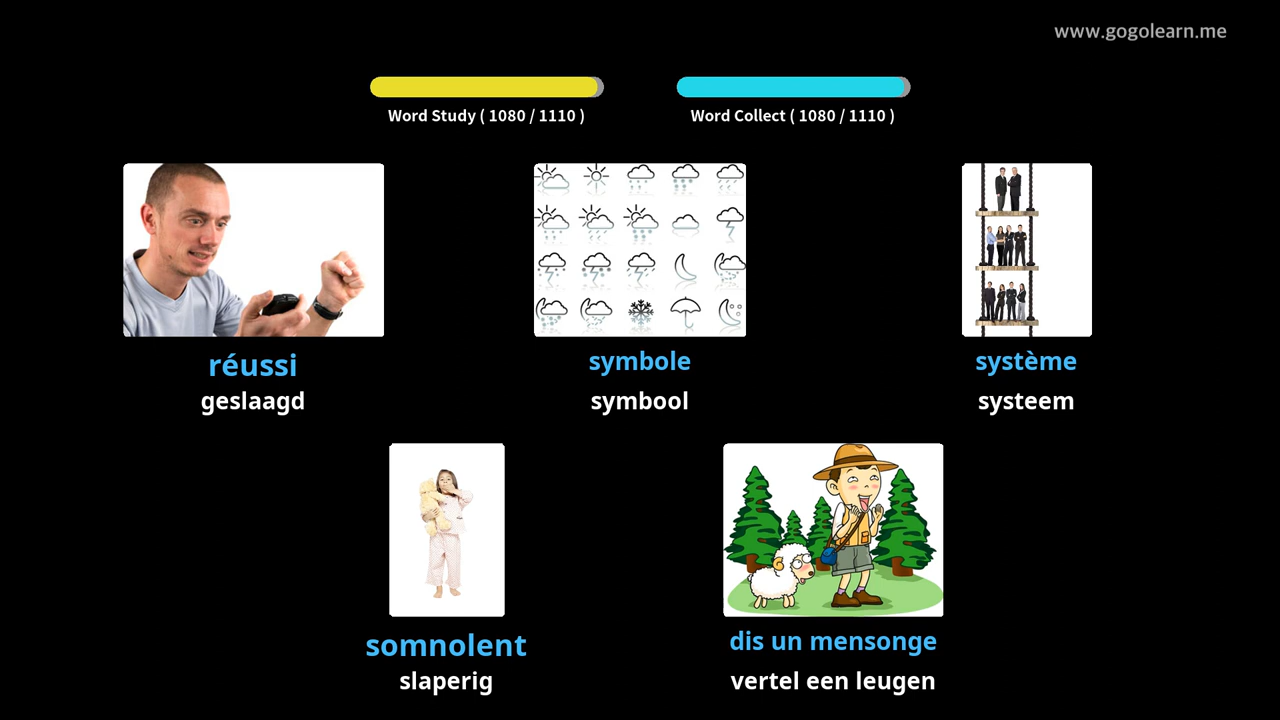 www.gogolearn.me
Word Study ( 1080 / 1110 )
Word Collect ( 1080 / 1110 )
réussi
geslaagd
symbole
symbool
système
systeem
somnolent
slaperig
dis un mensonge
vertel een leugen